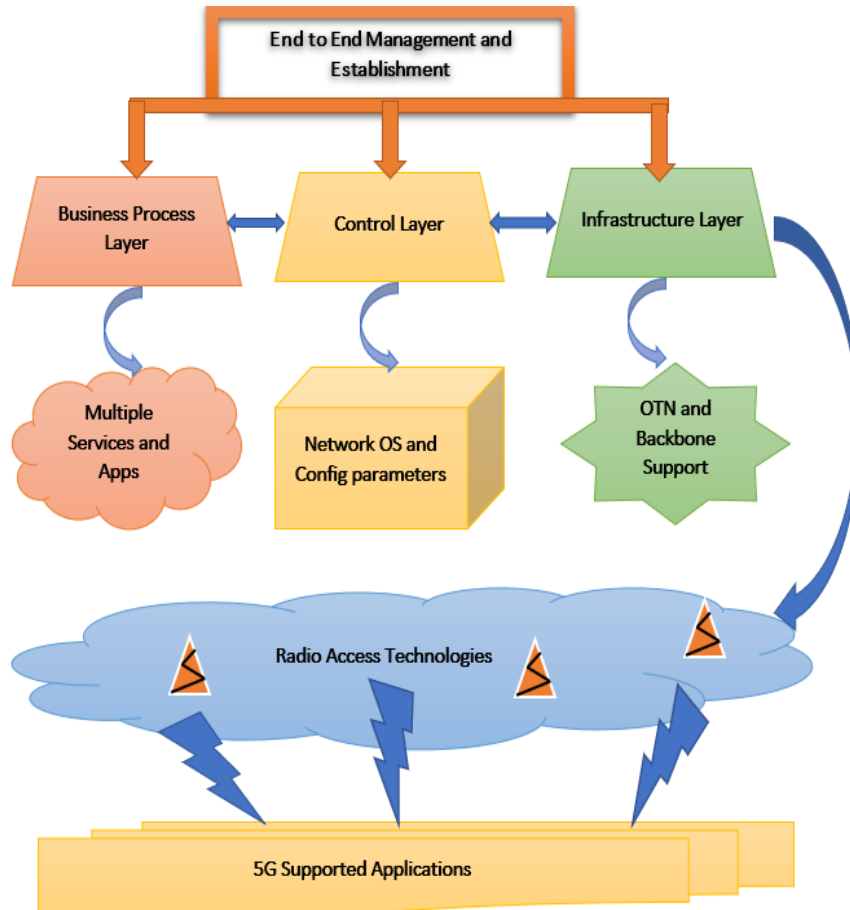 End to End Management and
Establishment
Business Process
Layer
Control Layer
Infrastructure Layer
Multiple
Services and
Apps
Network OS and
Config parameters
OTN and
Backbone
Support
Radio Access Technologies
5G Supported Applications